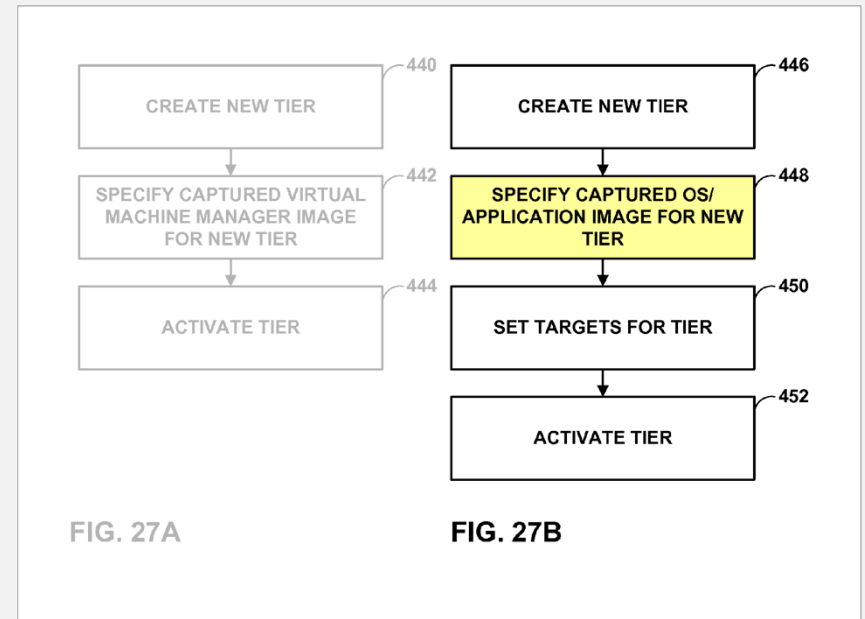 440
CREATE NEW TIER
442
SPECIFY CAPTURED VIRTUAL
MACHINE MANAGER IMAGE
FOR NEW TIER
444
ACTIVATE TIER
FIG. 27A
446
CREATE NEW TIER
448
SPECIFY CAPTURED OS/
APPLICATION IMAGE FOR NEW
TIER
450
SET TARGETS FOR TIER
452
ACTIVATE TIER
FIG. 27B